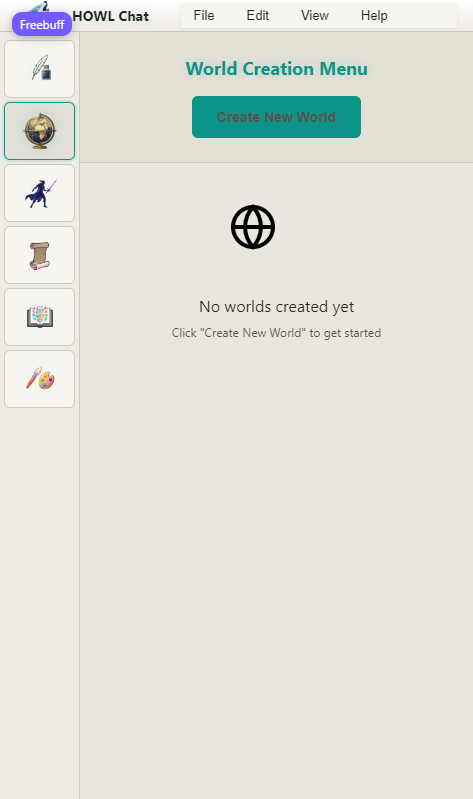 HOWL Chat
File
Edit
View
Help
Freebuff
World Creation Menu
Create New World
No worlds created yet
Click "Create New World" to get started